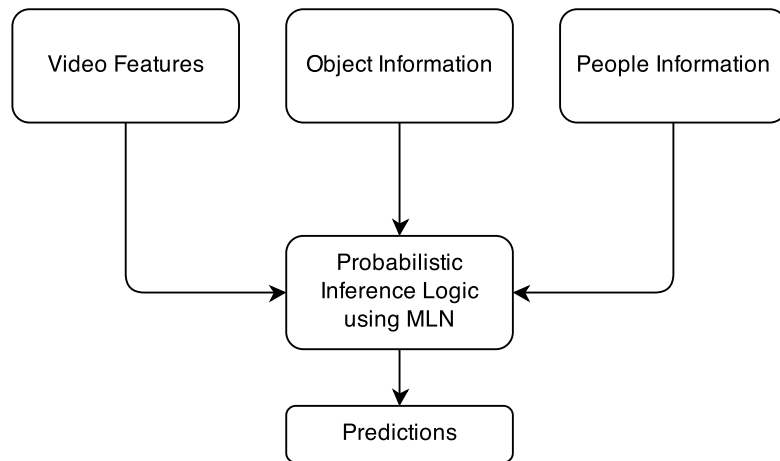 Video Features
Object Information
People Information
Probabilistic
Inference Logic
using MLN
Predictions